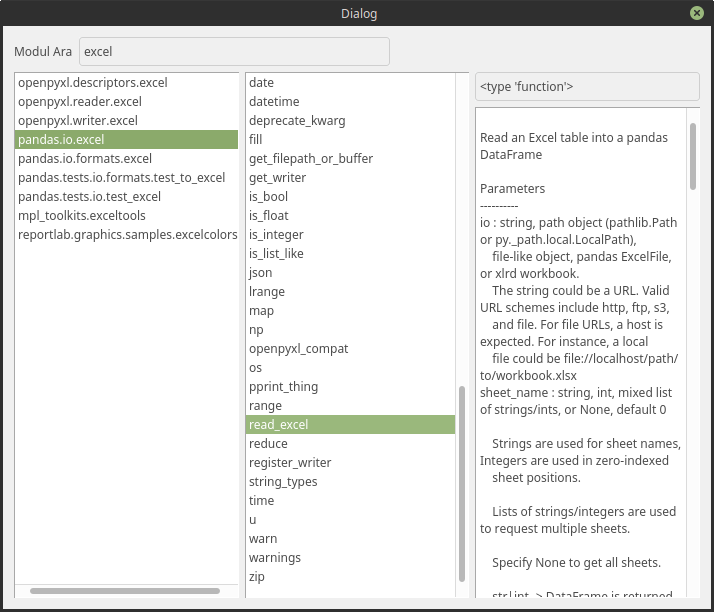 Dialog
Modul Ara
excel
openpyxl.descriptors.excel
openpyxl.reader.excel
openpyxl.writer.excel
pandas.io.excel
pandas.io.formats.excel
pandas.tests.io.formats.test_to_excel
pandas.tests.io.test_excel
mpl_toolkits.exceltools
reportlab.graphics.samples.excelcolors
date
datetime
deprecate_kwarg
fill
get_filepath_or_buffer
get_writer
is_bool
is_float
is_integer
is_list_like
json
lrange
map
np
openpyxl_compat
os
pprint_thing
range
read_excel
reduce
register_writer
string_types
time
u
warn
warnings
zip
<type 'function'>
Read an Excel table into a pandas
DataFrame
Parameters
----------
io : string, path object (pathlib.Path
or py._path.local.LocalPath),
file-like object, pandas ExcelFile,
or xlrd workbook.
The string could be a URL. Valid
URL schemes include http, ftp, s3,
and file. For file URLs, a host is
expected. For instance, a local
file could be file://localhost/path/
to/workbook.xlsx
sheet_name : string, int, mixed list
of strings/ints, or None, default 0
Strings are used for sheet names,
Integers are used in zero-indexed
sheet positions.
Lists of strings/integers are used
to request multiple sheets.
Specify None to get all sheets.
str|int -> DataFrame is returned.